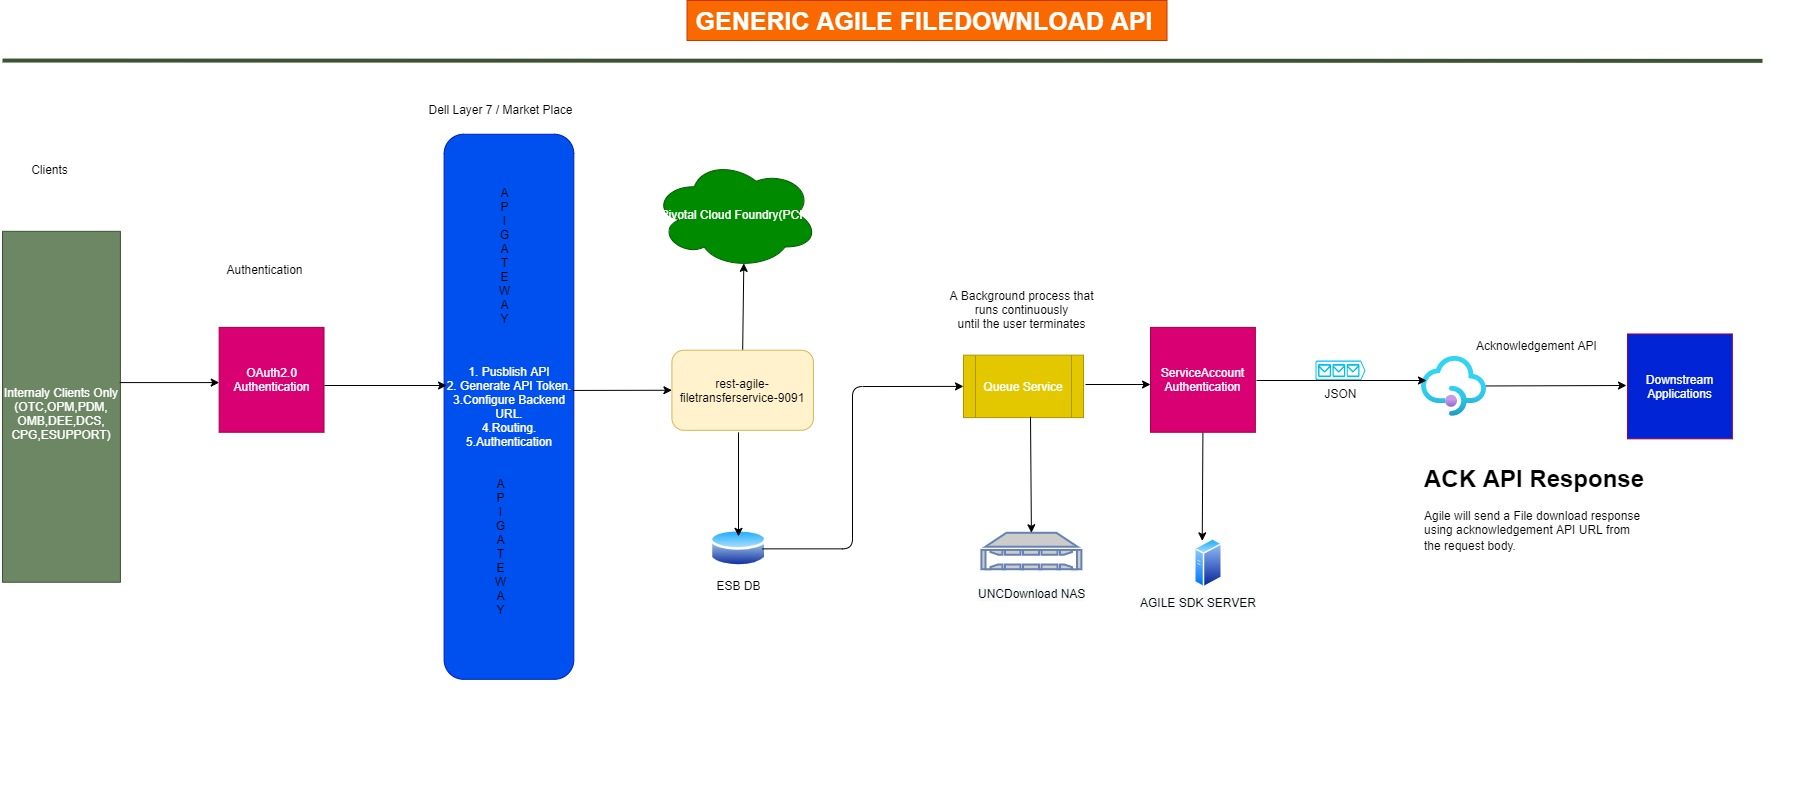 GENERIC AGILE FILEDOWNLOAD API
Dell Layer 7 / Market Place
Clients
Internaly Clients Only
(OTC,OPM,PDM,
OMB,DEE,DCS,
CPG,ESUPPORT)
Authentication
OAuth2.0
Authentication
A
P
I
G
A
T
E
W
A
Y
1. Pusblish API
2. Generate API Token.
3.Configure Backend
URL.
4.Routing.
5.Authentication
A
P
I
G
A
T
E
W
A
Y
Pivotal Cloud Foundry(PCF
rest-agile-
filetransferservice-9091
ESB DB
A Background process that
runs continuously
until the user terminates
Queue Service
UNCDownload NAS
ServiceAccount
Authentication
AGILE SDK SERVER
JSON
Acknowledgement API
Downstream
Applications
ACK API Response
Agile will send a File download response
using acknowledgement API URL from
the request body.